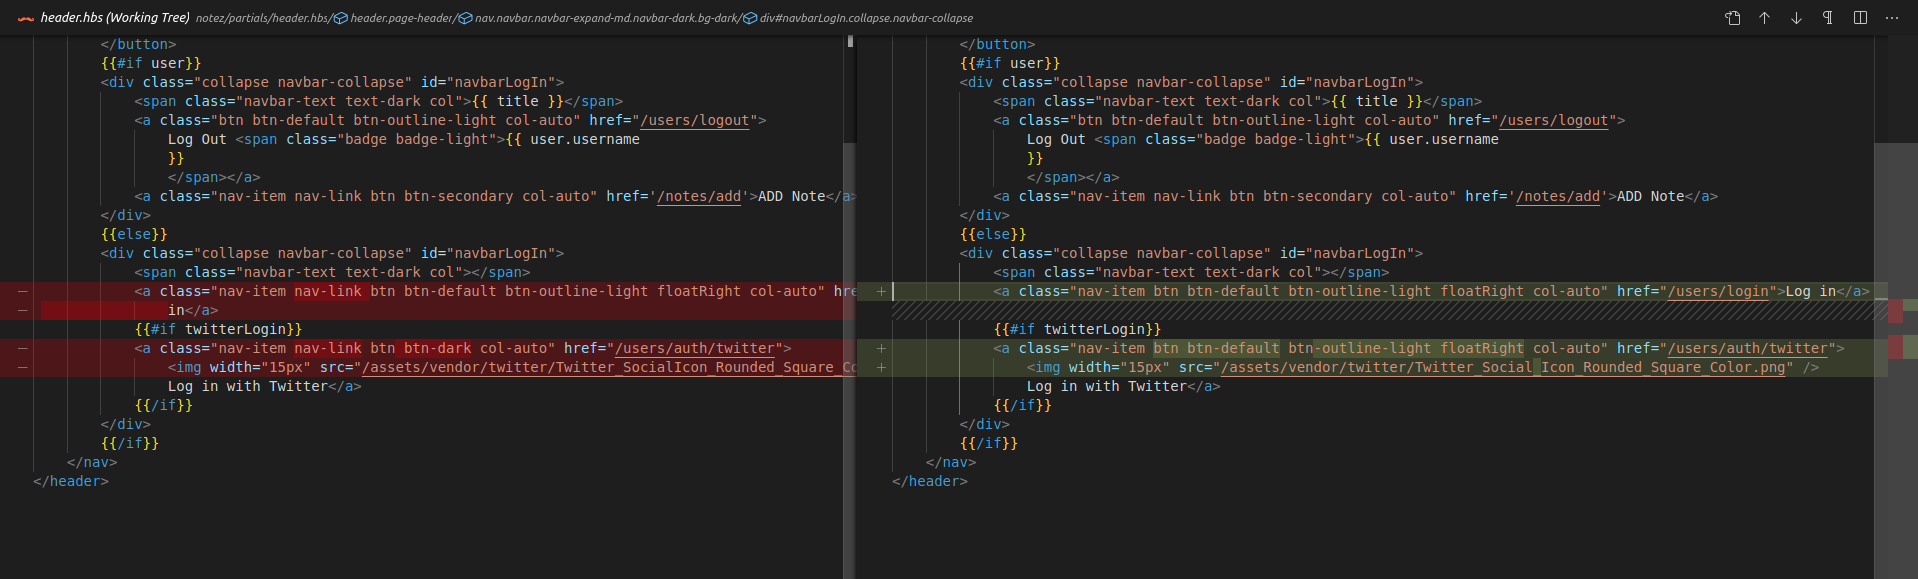 header.hbs (Working Tree) notez/partials/header.hbs/header.page-header/nav.navbar.navbar-expand-md.navbar-dark.bg-dark/div#navbarLogIn.collapse.navbar-collapse
</button>
{{#if user}}
<div class="collapse navbar-collapse" id="navbarLogIn">
<span class="navbar-text text-dark col">{{ title }}</span>
<a class="btn btn-default btn-outline-light col-auto" href="/users/logout">
Log Out <span class="badge badge-light">{{ user.username
}}
</span></a>
<a class="nav-item nav-link btn btn-secondary col-auto" href='/notes/add'>ADD Note</a>
</div>
{{else}}
<div class="collapse navbar-collapse" id="navbarLogIn">
<span class="navbar-text text-dark col"></span>
— <a class="nav-item nav-link btn btn-default btn-outline-light floatRight col-auto" hre
— in</a>
{{#if twitterLogin}}
— <a class="nav-item nav-link btn btn-dark col-auto" href="/users/auth/twitter">
— <img width="15px" src="/assets/vendor/twitter/Twitter_SocialIcon_Rounded_Square_Co
Log in with Twitter</a>
{{/if}}
</div>
{{/if}}
</nav>
</header>
</button>
{{#if user}}
<div class="collapse navbar-collapse" id="navbarLogIn">
<span class="navbar-text text-dark col">{{ title }}</span>
<a class="btn btn-default btn-outline-light col-auto" href="/users/logout">
Log Out <span class="badge badge-light">{{ user.username
}}
</span></a>
<a class="nav-item nav-link btn btn-secondary col-auto" href='/notes/add'>ADD Note</a>
</div>
{{else}}
<div class="collapse navbar-collapse" id="navbarLogIn">
<span class="navbar-text text-dark col"></span>
+ <a class="nav-item btn btn-default btn-outline-light floatRight col-auto" href="/users/login">Log in</a>
{{#if twitterLogin}}
+ <a class="nav-item btn btn-default btn-outline-light floatRight col-auto" href="/users/auth/twitter">
+ <img width="15px" src="/assets/vendor/twitter/Twitter_Social_Icon_Rounded_Square_Color.png" />
Log in with Twitter</a>
{{/if}}
</div>
{{/if}}
</nav>
</header>